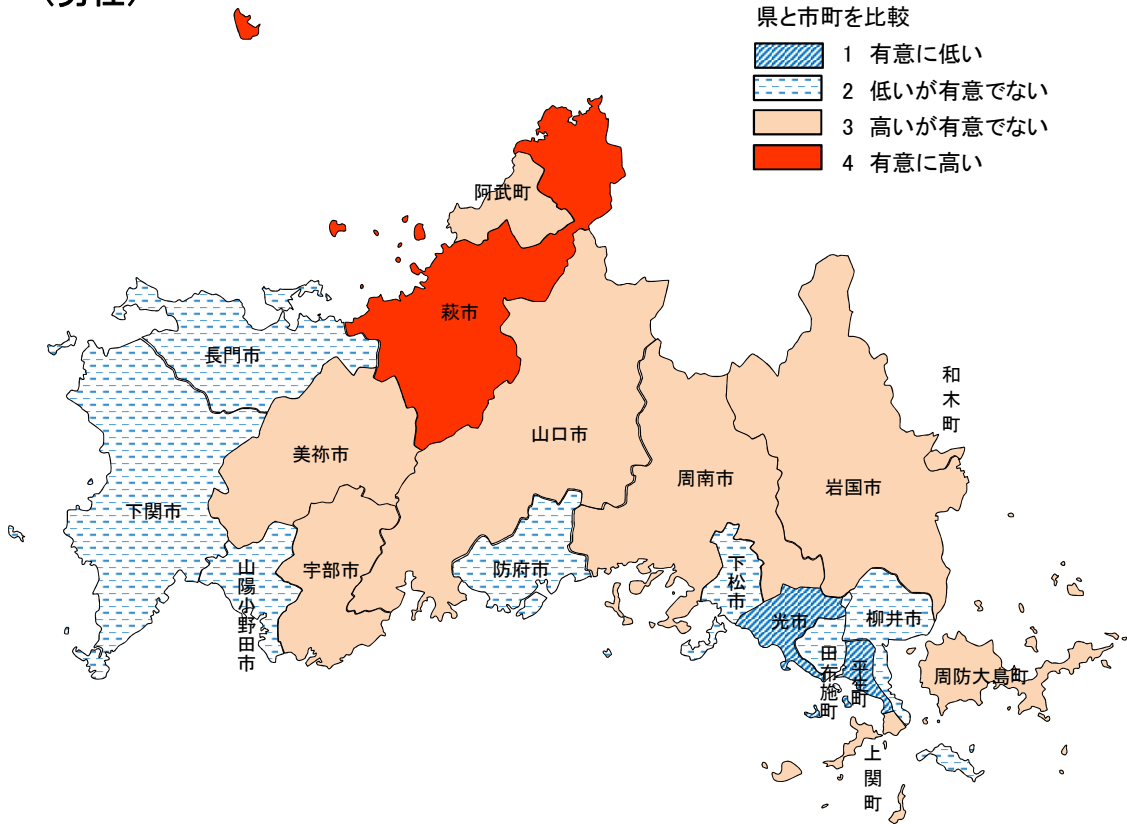 (男性)
県と市町を比較
1 有意に低い
2 低いが有意でない
3 高いが有意でない
4 有意に高い
阿武町
萩市
長門市
和木町
山口市
美祢市
周南市
岩国市
下関市
宇部市
防府市
下松市
山陽小野田市
光市
柳井市
田布施町
平生町
周防大島町
上関町